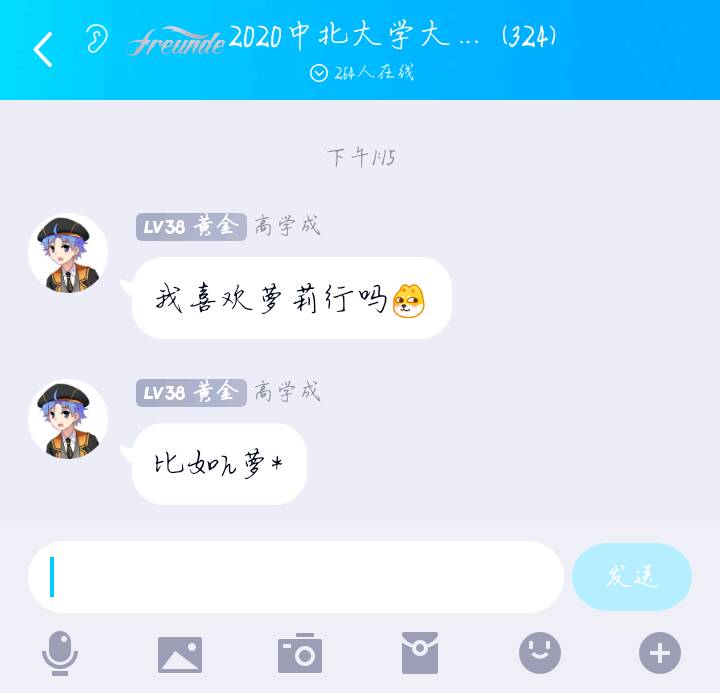 freunde 2020中北大学大... (324)
264人在线
下午1:15
LV38 黄金 高学成
我喜欢萝莉行吗
LV38 黄金 高学成
比如几萝*
发送